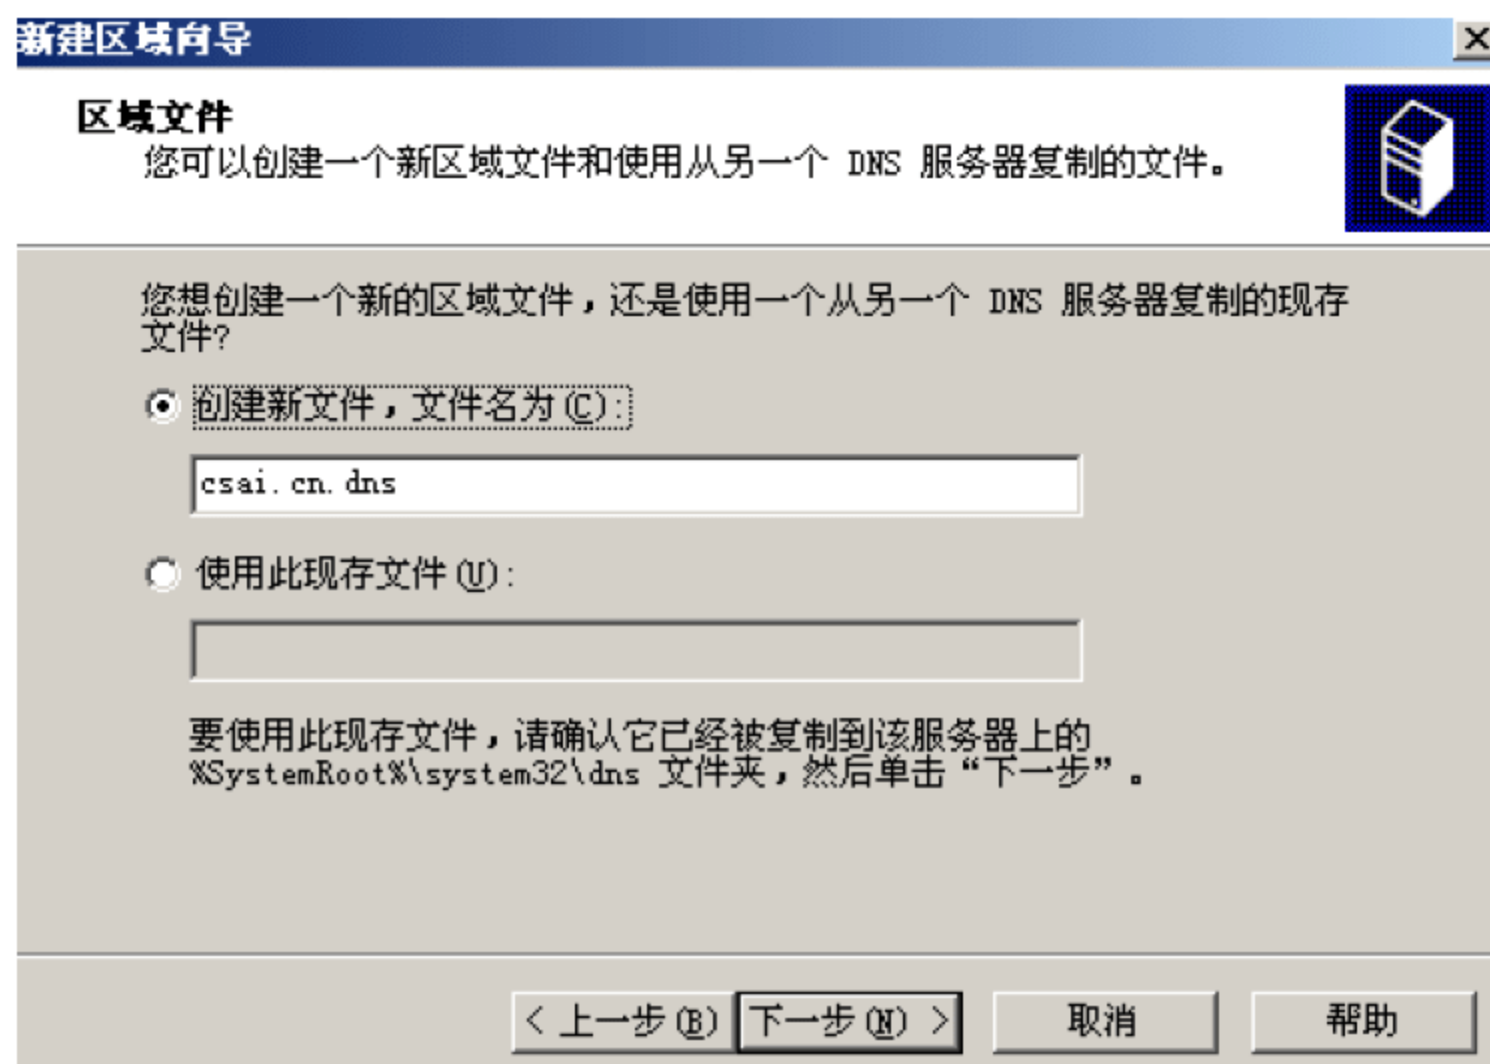 新建区域向导
区域文件
您可以创建一个新区域文件和使用从另一个 DNS 服务器复制的文件。
您想创建一个新的区域文件，还是使用一个从另一个 DNS 服务器复制的现存
文件?
创建新文件，文件名为(C):
csai.cn.dns
使用此现存文件(U):
要使用此现存文件，请确认它已经被复制到该服务器上的
%SystemRoot%\system32\dns 文件夹，然后单击“下一步”。
< 上一步(B) 下一步(N) > 取消 帮助